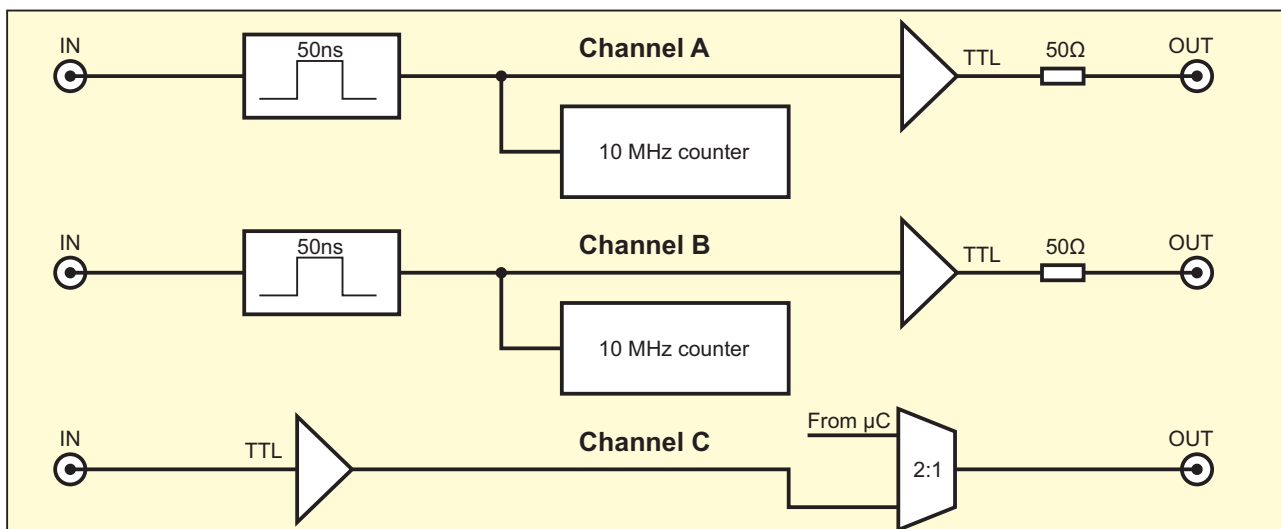 IN
50ns
Channel A
TTL
50Ω
OUT
10 MHz counter
IN
50ns
Channel B
TTL
50Ω
OUT
10 MHz counter
IN
TTL
Channel C
From µC
2:1
OUT